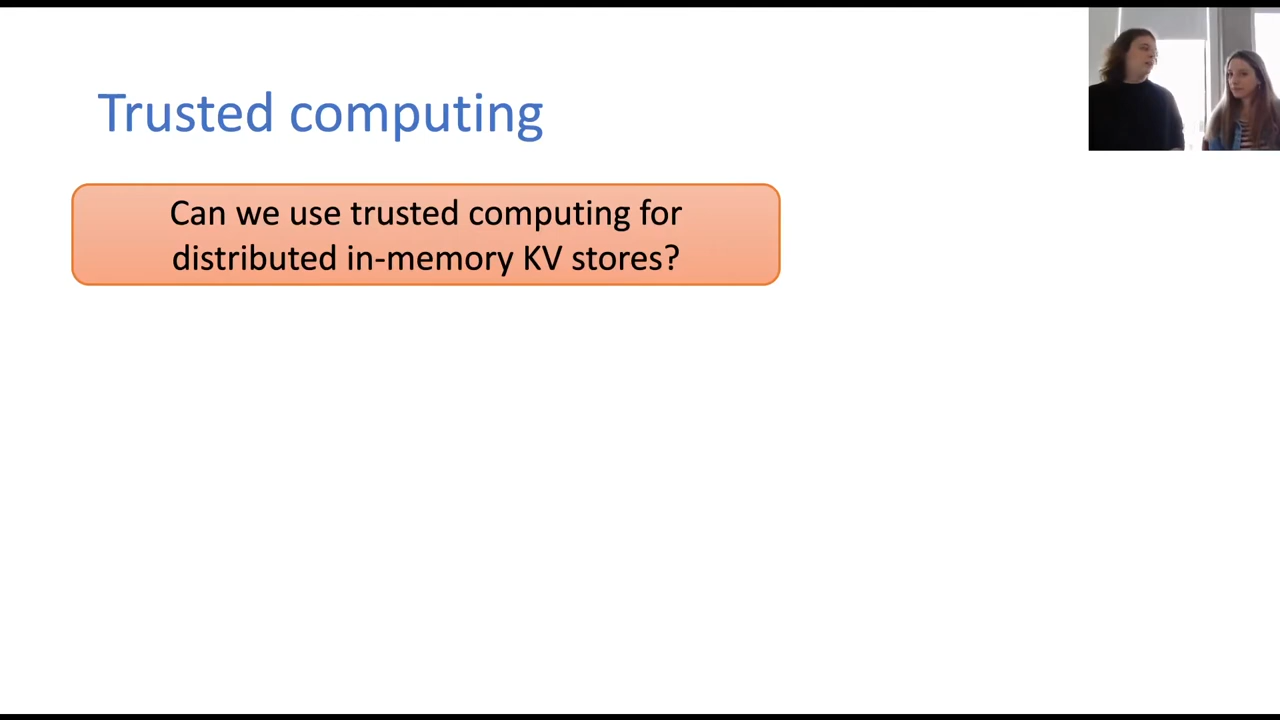 Trusted computing
Can we use trusted computing for
distributed in-memory KV stores?